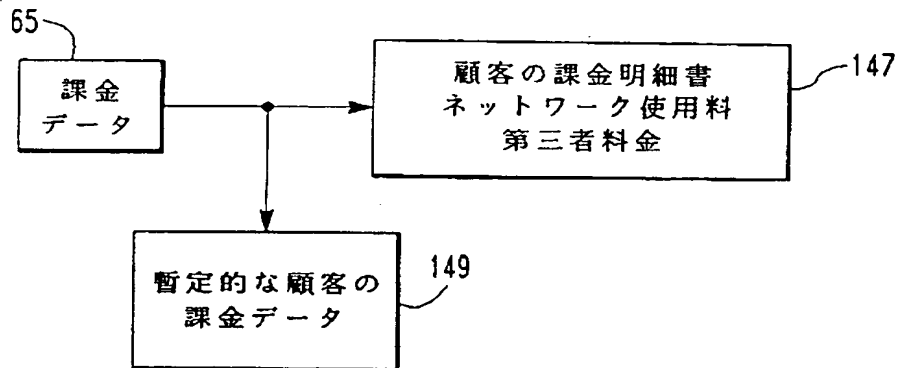 65
課金
データ
顧客の課金明細書
ネットワーク使用料
第三者料金
147
暫定的な顧客の
課金データ
149